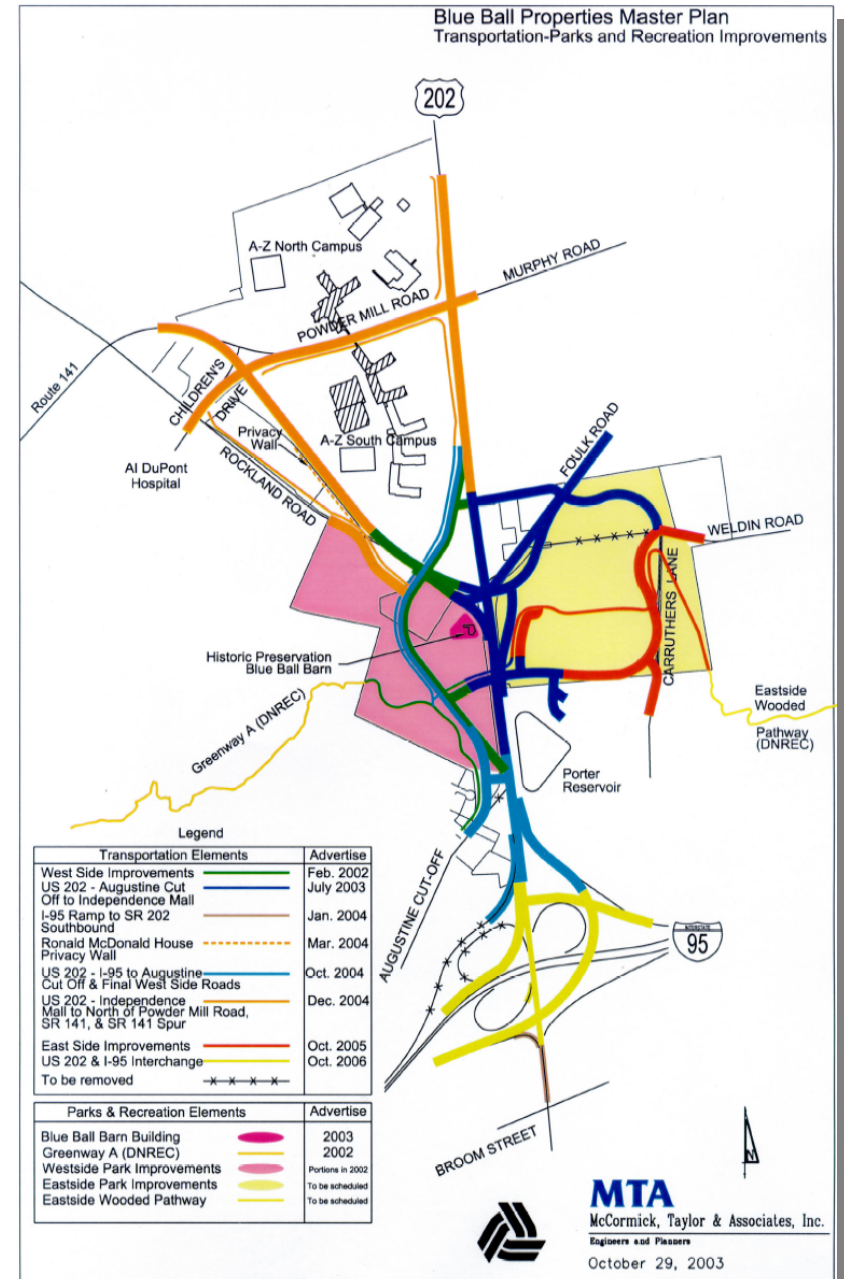 Blue Ball Properties Master Plan
Transportation-Parks and Recreation Improvements
202
A-Z North Campus
MURPHY ROAD
POWDER MILL ROAD
Route 141
CHILDREN'S
DRIVE
Privacy
Wall
A-Z South Campus
FOULK ROAD
AI DuPont
Hospital
ROCKLAND ROAD
WELDIN ROAD
CARRUTHERS LANE
Historic Preservation
Blue Ball Barn
Eastside
Wooded
Pathway
(DNREC)
Greenway A (DNREC)
Porter
Reservoir
AUGUSTINE CUT-OFF
INTERSTATE
95
BROOM STREET
Legend
Transportation Elements Advertise
West Side Improvements Feb. 2002
US 202 - Augustine Cut July 2003
Off to Independence Mall
I-95 Ramp to SR 202 Jan. 2004
Southbound
Ronald McDonald House Mar. 2004
Privacy Wall
US 202 - I-95 to Augustine Oct. 2004
Cut Off & Final West Side Roads
US 202 - Independence Dec. 2004
Mall to North of Powder Mill Road,
SR 141, & SR 141 Spur
East Side Improvements Oct. 2005
US 202 & I-95 Interchange Oct. 2006
To be removed
Parks & Recreation Elements Advertise
Blue Ball Barn Building 2003
Greenway A (DNREC) 2002
Westside Park Improvements Portions in 2002
Eastside Park Improvements To be scheduled
Eastside Wooded Pathway To be scheduled
N
MTA
McCormick, Taylor & Associates, Inc.
Engineers and Planners
October 29, 2003